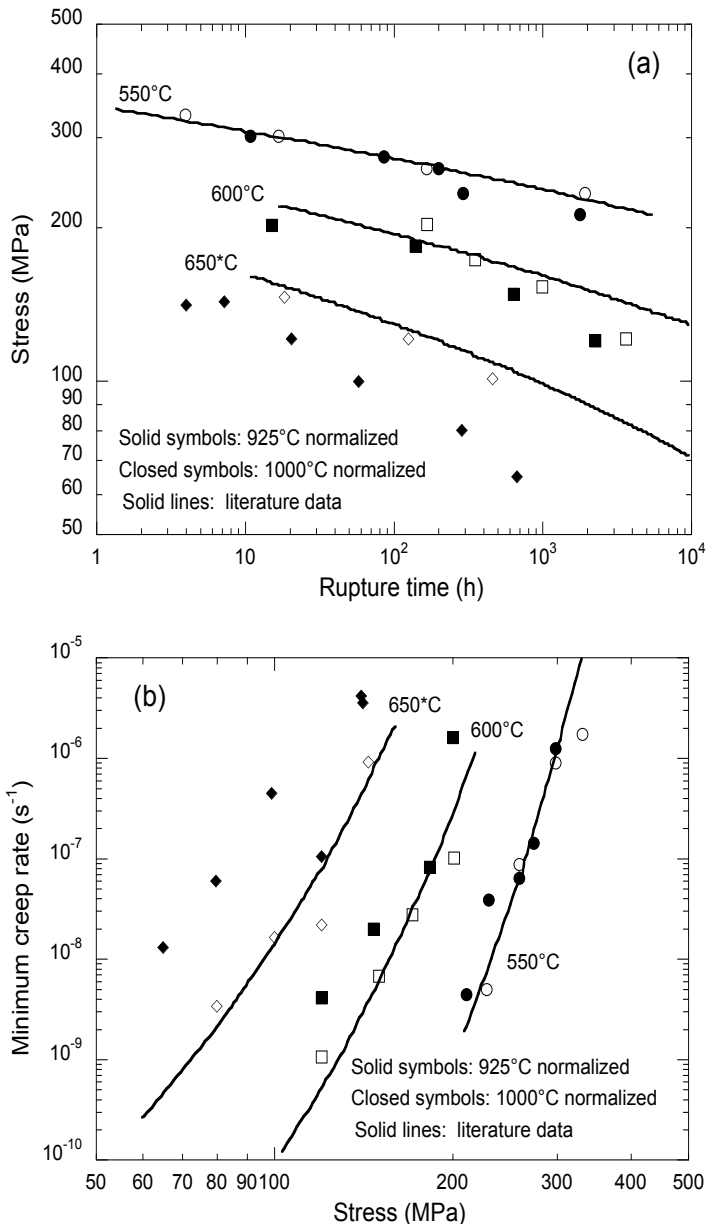 500
(a)
400
550°C
300
600°C
200
650*C
Stress (MPa)
100
90
80
70
60
50
Solid symbols: 925°C normalized
Closed symbols: 1000°C normalized
Solid lines: literature data
1 10 10² 10³ 10⁴
Rupture time (h)
10⁻⁵
(b)
650*C
600°C
10⁻⁶
10⁻⁷
Minimum creep rate (s⁻¹)
10⁻⁸
550°C
10⁻⁹
Solid symbols: 925°C normalized
Closed symbols: 1000°C normalized
Solid lines: literature data
10⁻¹⁰
50 60 70 80 90 100 200 300 400 500
Stress (MPa)